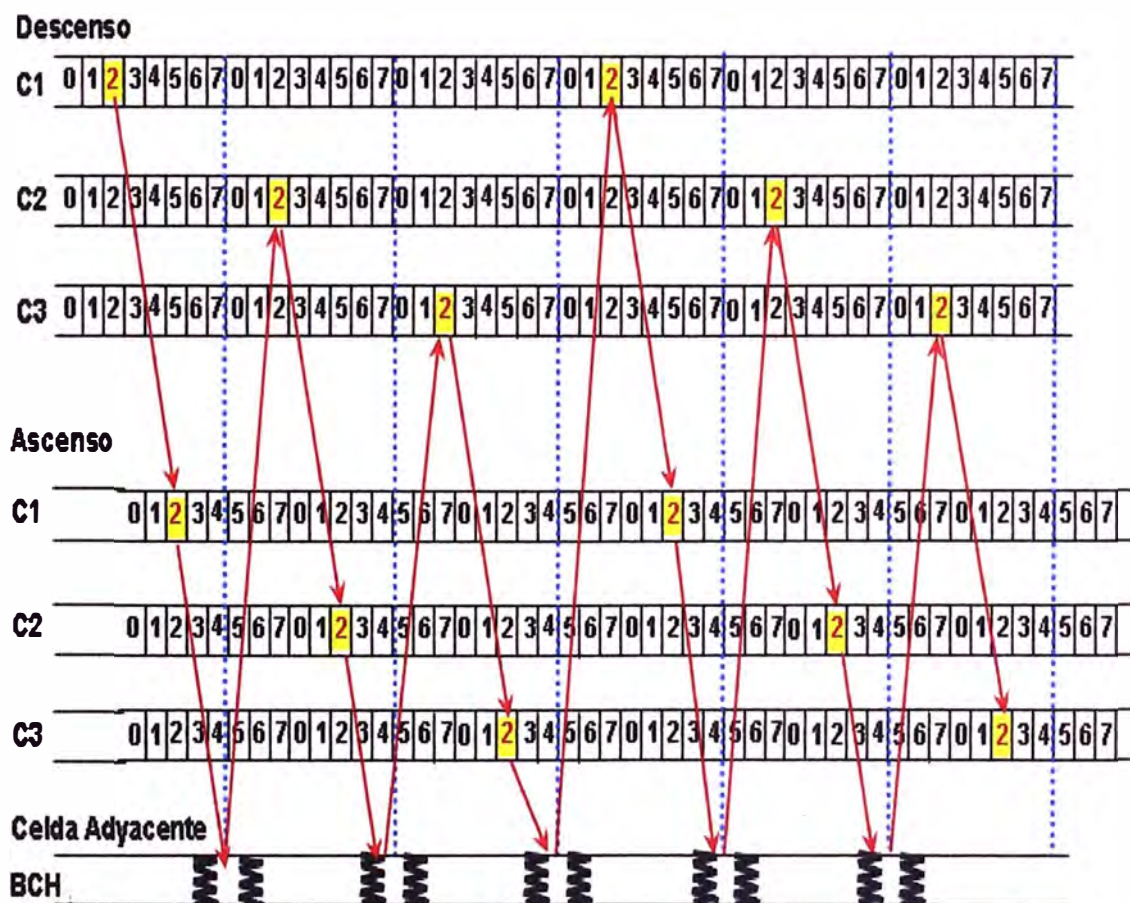 Descenso
C1 0 1 2 3 4 5 6 7 0 1 2 3 4 5 6 7 0 1 2 3 4 5 6 7 0 1 2 3 4 5 6 7 0 1 2 3 4 5 6 7 0 1 2 3 4 5 6 7
C2 0 1 2 3 4 5 6 7 0 1 2 3 4 5 6 7 0 1 2 3 4 5 6 7 0 1 2 3 4 5 6 7 0 1 2 3 4 5 6 7 0 1 2 3 4 5 6 7
C3 0 1 2 3 4 5 6 7 0 1 2 3 4 5 6 7 0 1 2 3 4 5 6 7 0 1 2 3 4 5 6 7 0 1 2 3 4 5 6 7 0 1 2 3 4 5 6 7
Ascenso
C1 0 1 2 3 4 5 6 7 0 1 2 3 4 5 6 7 0 1 2 3 4 5 6 7 0 1 2 3 4 5 6 7 0 1 2 3 4 5 6 7 0 1 2 3 4 5 6 7
C2 0 1 2 3 4 5 6 7 0 1 2 3 4 5 6 7 0 1 2 3 4 5 6 7 0 1 2 3 4 5 6 7 0 1 2 3 4 5 6 7 0 1 2 3 4 5 6 7
C3 0 1 2 3 4 5 6 7 0 1 2 3 4 5 6 7 0 1 2 3 4 5 6 7 0 1 2 3 4 5 6 7 0 1 2 3 4 5 6 7 0 1 2 3 4 5 6 7
Celda Adyacente
BCH